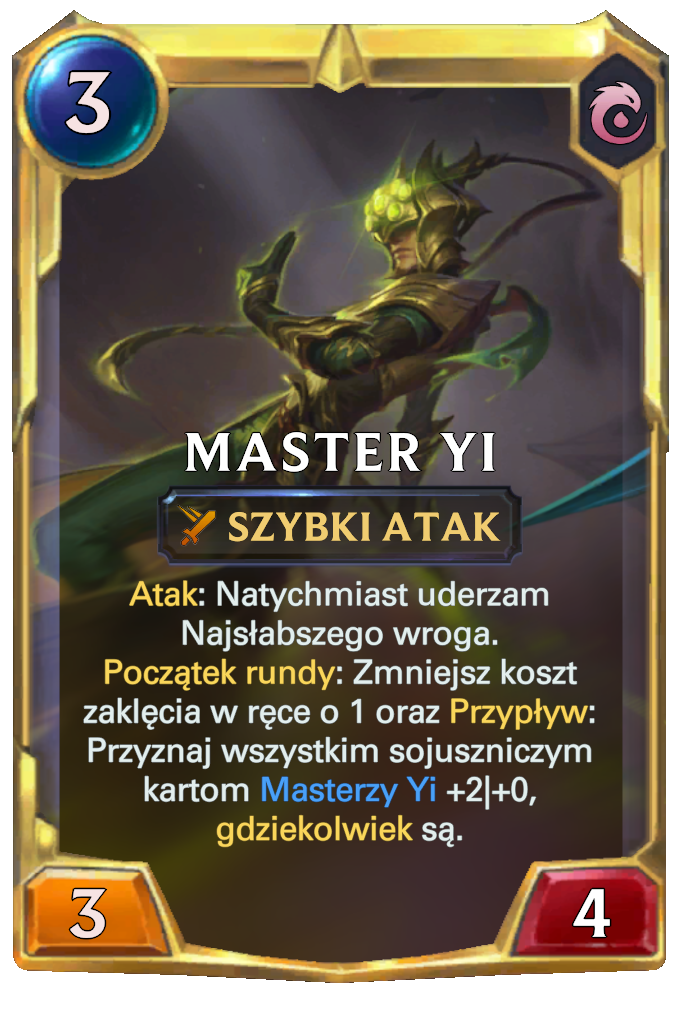 3
MASTER YI
SZYBKI ATAK
Atak: Natychmiast uderzam
Najsłabszego wroga.
Początek rundy: Zmniejsz koszt
zaklęcia w ręce o 1 oraz Przypływ:
Przyznaj wszystkim sojuszniczym
kartom Masterzy Yi +2|+0,
gdziekolwiek są.
3
4